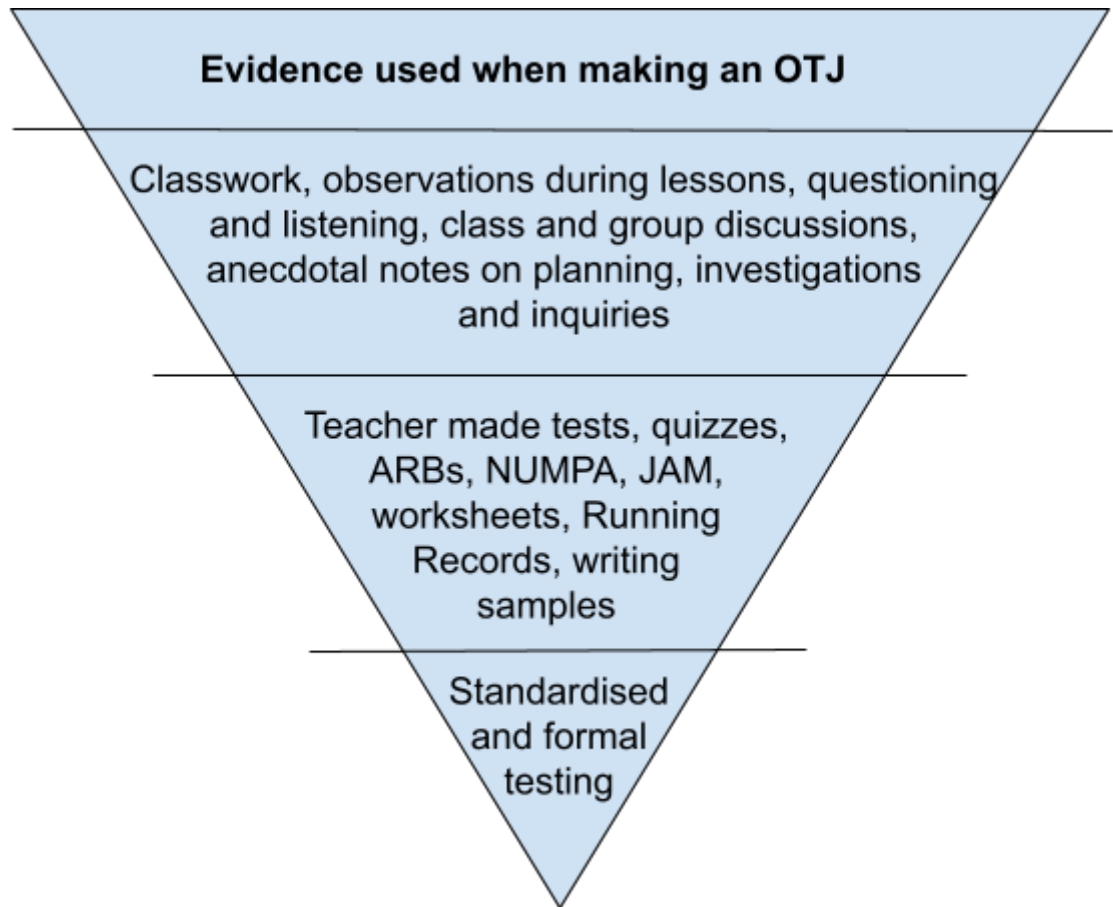 Evidence used when making an OTJ
Classwork, observations during lessons, questioning
and listening, class and group discussions,
anecdotal notes on planning, investigations
and inquiries
Teacher made tests, quizzes,
ARBs, NUMPA, JAM,
worksheets, Running
Records, writing
samples
Standardised
and formal
testing